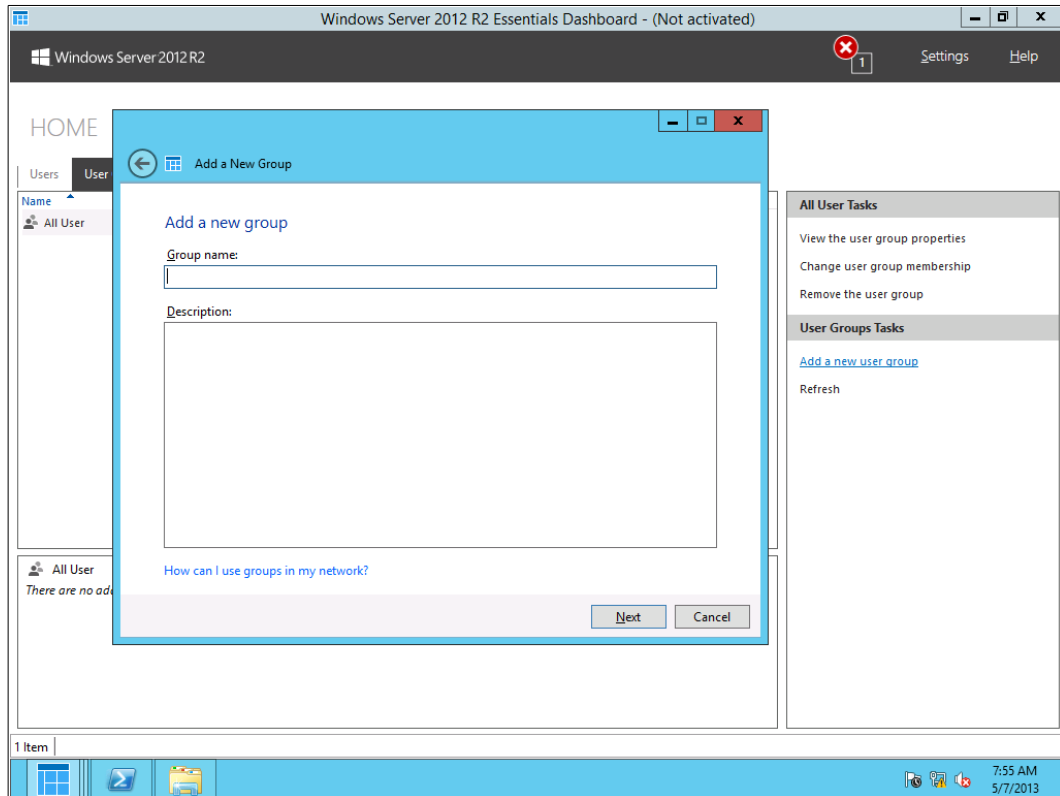 Windows Server 2012 R2 Essentials Dashboard - (Not activated)
Windows Server 2012 R2
1
Settings
Help
HOME
Users
User
Name
All User
Add a New Group
Add a new group
Group name:
Description:
How can I use groups in my network?
Next
Cancel
All User Tasks
View the user group properties
Change user group membership
Remove the user group
User Groups Tasks
Add a new user group
Refresh
All User
There are no
1 Item
7:55 AM
5/7/2013